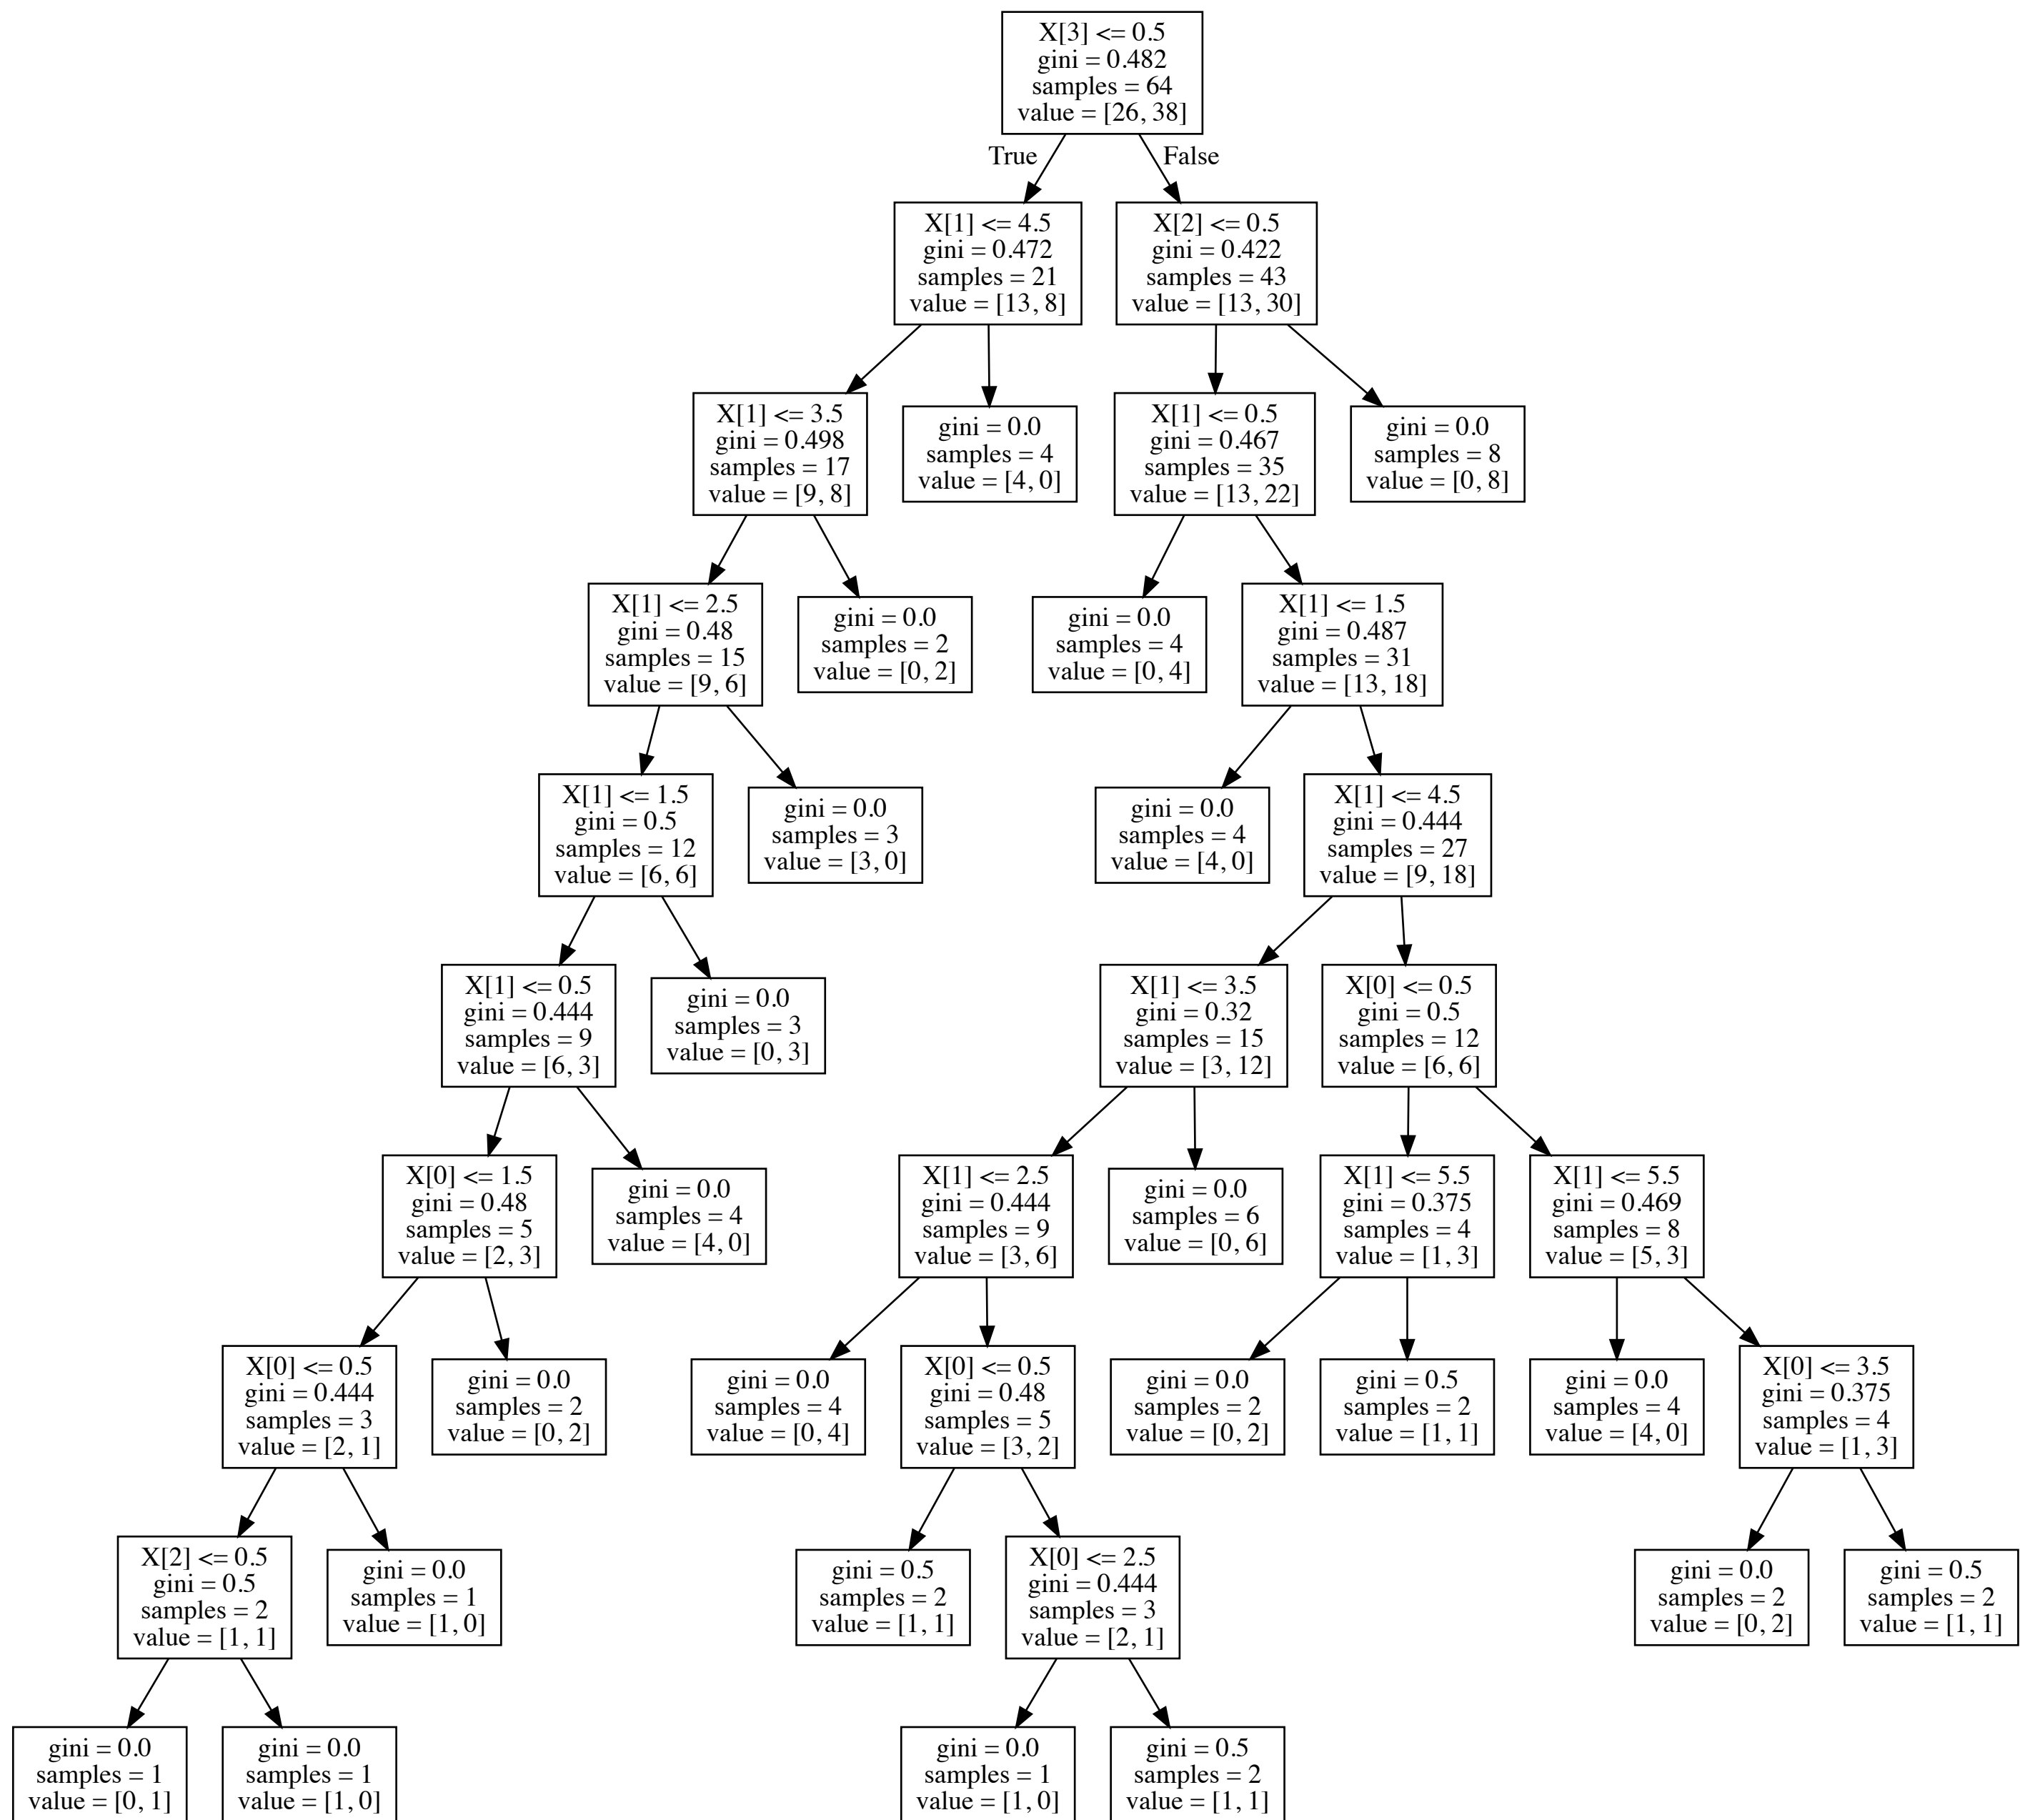 X[3] <= 0.5
gini = 0.482
samples = 64
value = [26, 38]
True
False
X[1] <= 4.5
gini = 0.472
samples = 21
value = [13, 8]
X[2] <= 0.5
gini = 0.422
samples = 43
value = [13, 30]
X[1] <= 3.5
gini = 0.498
samples = 17
value = [9, 8]
gini = 0.0
samples = 4
value = [4, 0]
X[1] <= 0.5
gini = 0.467
samples = 35
value = [13, 22]
gini = 0.0
samples = 8
value = [0, 8]
X[1] <= 2.5
gini = 0.48
samples = 15
value = [9, 6]
gini = 0.0
samples = 2
value = [0, 2]
gini = 0.0
samples = 4
value = [0, 4]
X[1] <= 1.5
gini = 0.487
samples = 31
value = [13, 18]
X[1] <= 1.5
gini = 0.5
samples = 12
value = [6, 6]
gini = 0.0
samples = 3
value = [3, 0]
gini = 0.0
samples = 4
value = [4, 0]
X[1] <= 4.5
gini = 0.444
samples = 27
value = [9, 18]
X[1] <= 0.5
gini = 0.444
samples = 9
value = [6, 3]
gini = 0.0
samples = 3
value = [0, 3]
X[1] <= 3.5
gini = 0.32
samples = 15
value = [3, 12]
X[0] <= 0.5
gini = 0.5
samples = 12
value = [6, 6]
X[0] <= 1.5
gini = 0.48
samples = 5
value = [2, 3]
gini = 0.0
samples = 4
value = [4, 0]
X[1] <= 2.5
gini = 0.444
samples = 9
value = [3, 6]
gini = 0.0
samples = 6
value = [0, 6]
X[1] <= 5.5
gini = 0.375
samples = 4
value = [1, 3]
X[1] <= 5.5
gini = 0.469
samples = 8
value = [5, 3]
X[0] <= 0.5
gini = 0.444
samples = 3
value = [2, 1]
gini = 0.0
samples = 2
value = [0, 2]
gini = 0.0
samples = 4
value = [0, 4]
X[0] <= 0.5
gini = 0.48
samples = 5
value = [3, 2]
gini = 0.0
samples = 2
value = [0, 2]
gini = 0.5
samples = 2
value = [1, 1]
gini = 0.0
samples = 4
value = [4, 0]
X[0] <= 3.5
gini = 0.375
samples = 4
value = [1, 3]
X[2] <= 0.5
gini = 0.5
samples = 2
value = [1, 1]
gini = 0.0
samples = 1
value = [1, 0]
gini = 0.5
samples = 2
value = [1, 1]
X[0] <= 2.5
gini = 0.444
samples = 3
value = [2, 1]
gini = 0.0
samples = 2
value = [0, 2]
gini = 0.5
samples = 2
value = [1, 1]
gini = 0.0
samples = 1
value = [0, 1]
gini = 0.0
samples = 1
value = [1, 0]
gini = 0.0
samples = 1
value = [1, 0]
gini = 0.5
samples = 2
value = [1, 1]